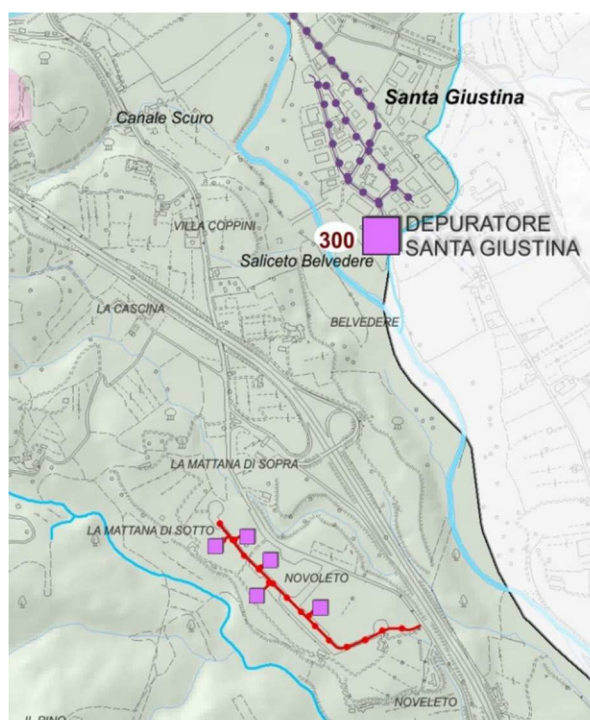 Santa Giustina
Canale Scuro
VILLA COPPINI
300
DEPURATORE
SANTA GIUSTINA
Saliceto Belvedere
LA CASCINA
BELVEDERE
LA MATTANA DI SOPRA
LA MATTANA DI SOTTO
NOVOLETO
NOVELETO
IL PINO